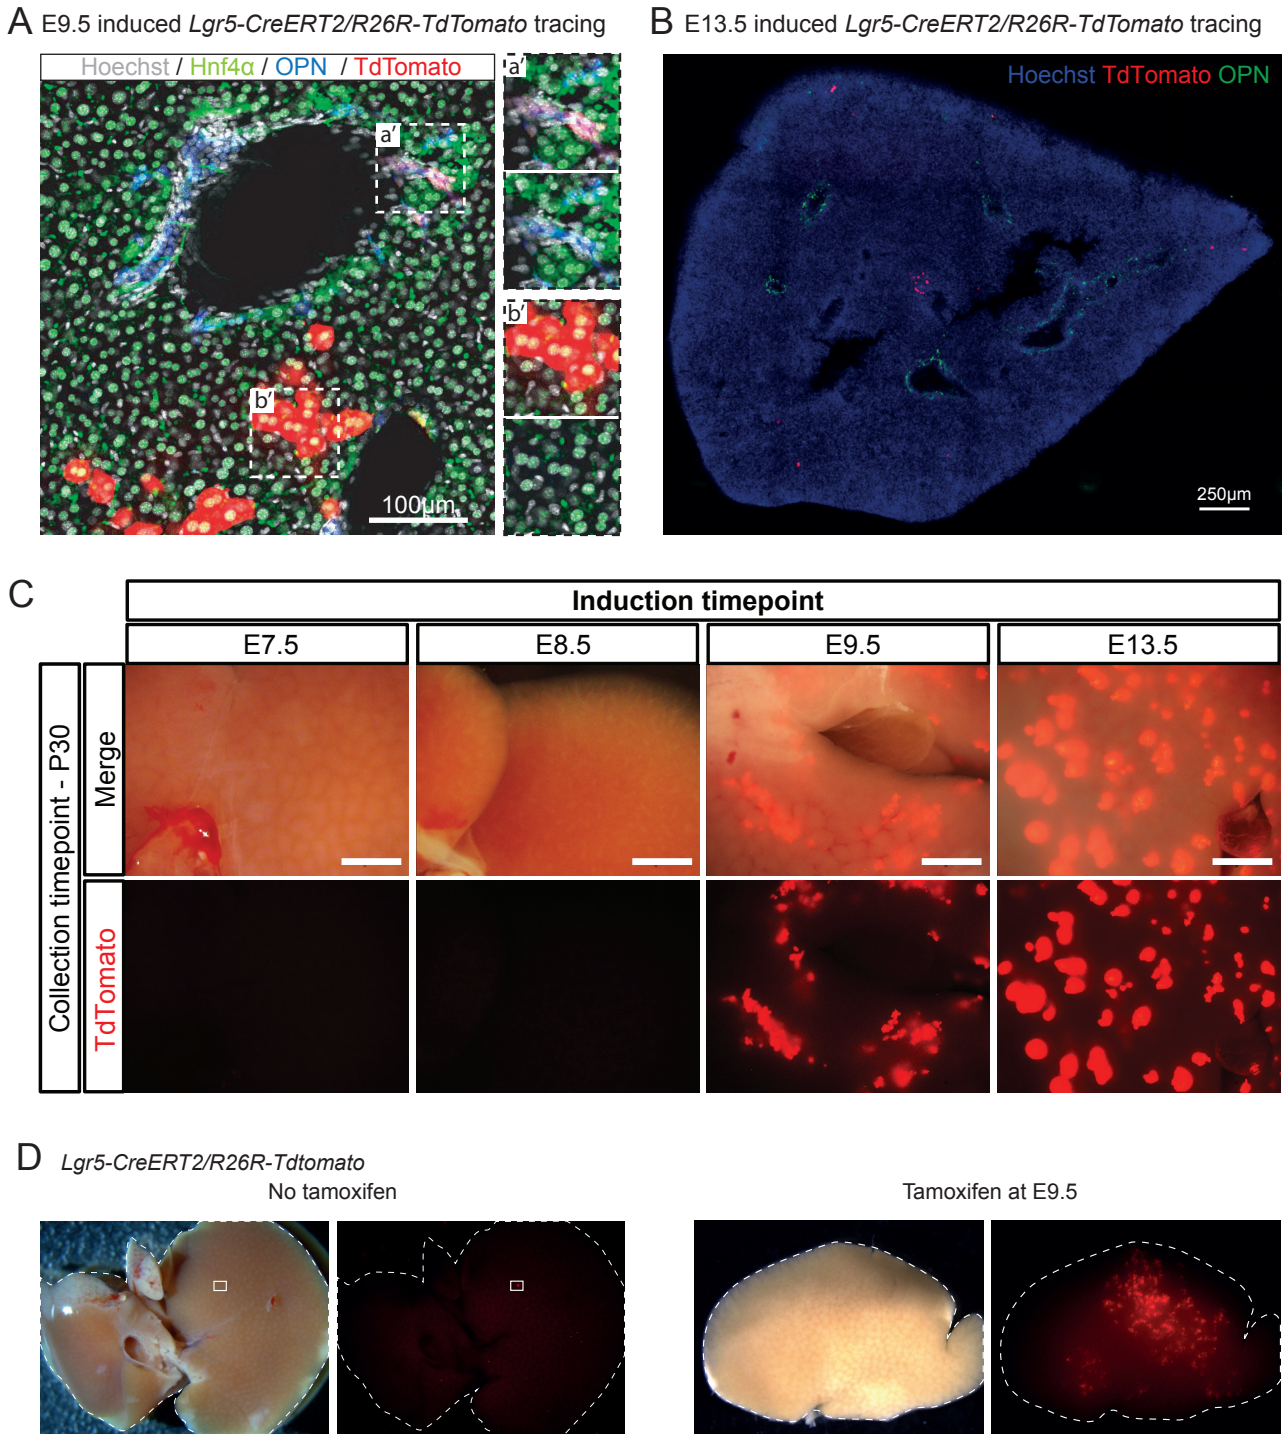 A E9.5 induced Lgr5-CreERT2/R26R-TdTomato tracing
Hoechst / Hnf4α / OPN / TdTomato
a′
b′
100µm
a′
b′
B E13.5 induced Lgr5-CreERT2/R26R-TdTomato tracing
Hoechst TdTomato OPN
250µm
C
Induction timepoint
E7.5 E8.5 E9.5 E13.5
Collection timepoint - P30
Merge
TdTomato
D Lgr5-CreERT2/R26R-Tdtomato
No tamoxifen
Tamoxifen at E9.5